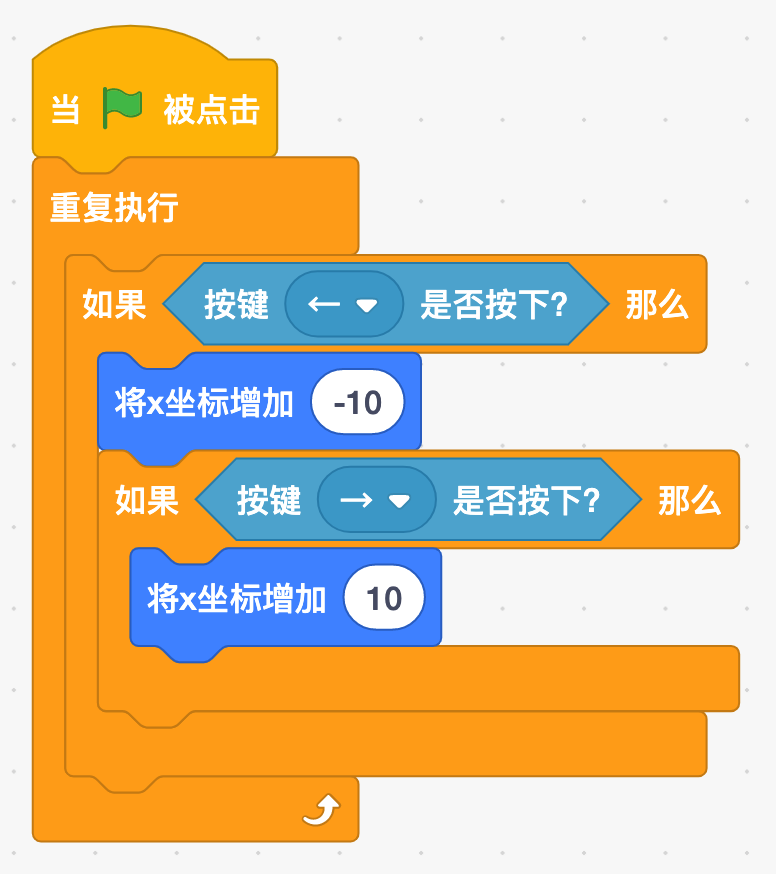 当 被点击
重复执行
如果 按键 ← 是否按下? 那么
将x坐标增加 -10
如果 按键 → 是否按下? 那么
将x坐标增加 10